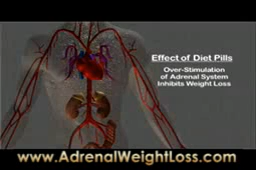 Effect of Diet Pills
Over-Stimulation
of Adrenal System
Inhibits Weight Loss
www.AdrenalWeightLoss.com